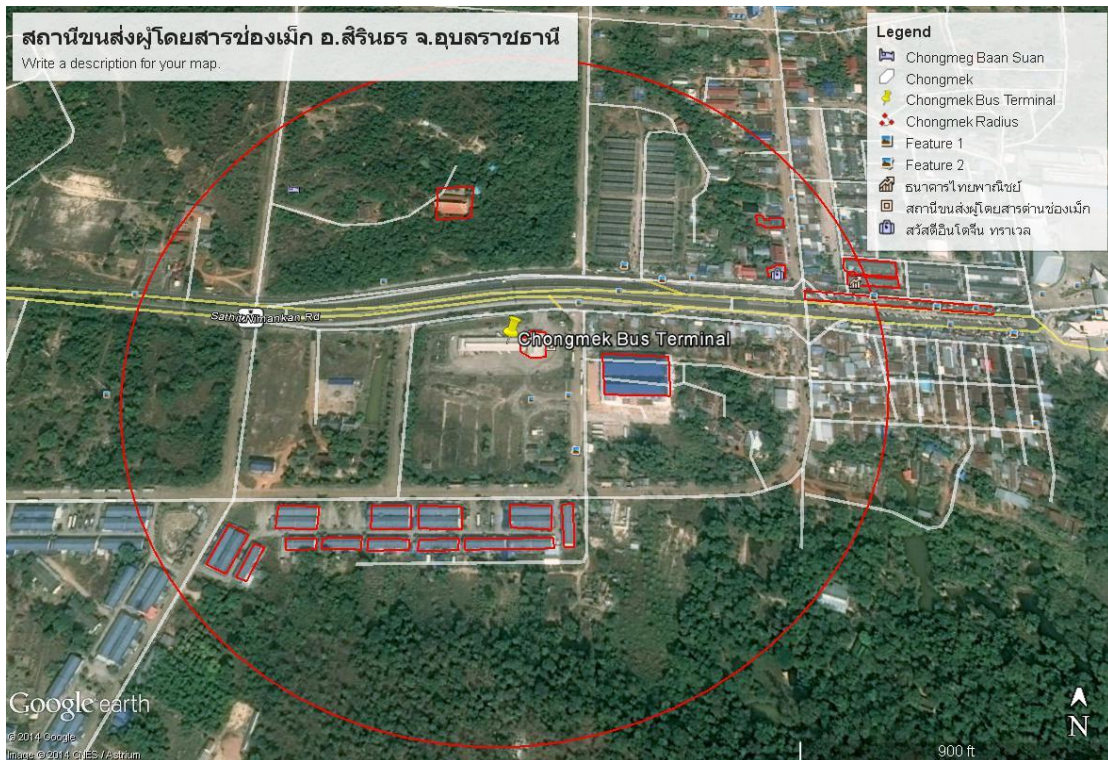 สถานีขนส่งผู้โดยสารช่องเม็ก อ.สิรินธร จ.อุบลราชธานี
Write a description for your map.
Legend
Chongmeg Baan Suan
Chongmek
Chongmek Bus Terminal
Chongmek Radius
Feature 1
Feature 2
ธนาคารไทยพาณิชย์
สถานีขนส่งผู้โดยสารด่านช่องเม็ก
สวัสดีอินโดจีน ทราเวล
Sathit Nimankan Rd
Chongmek Bus Terminal
Google earth
© 2014 Google
Image © 2014 CNES / Astrium
900 ft
N